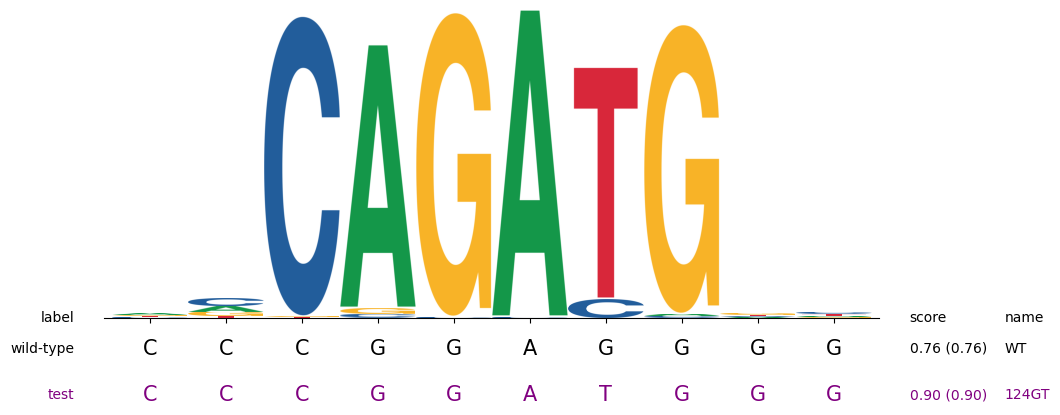 CAGATG
label score name
wild-type C C C G G A G G G G 0.76 (0.76) WT
test C C C G G A T G G G 0.90 (0.90) 124GT